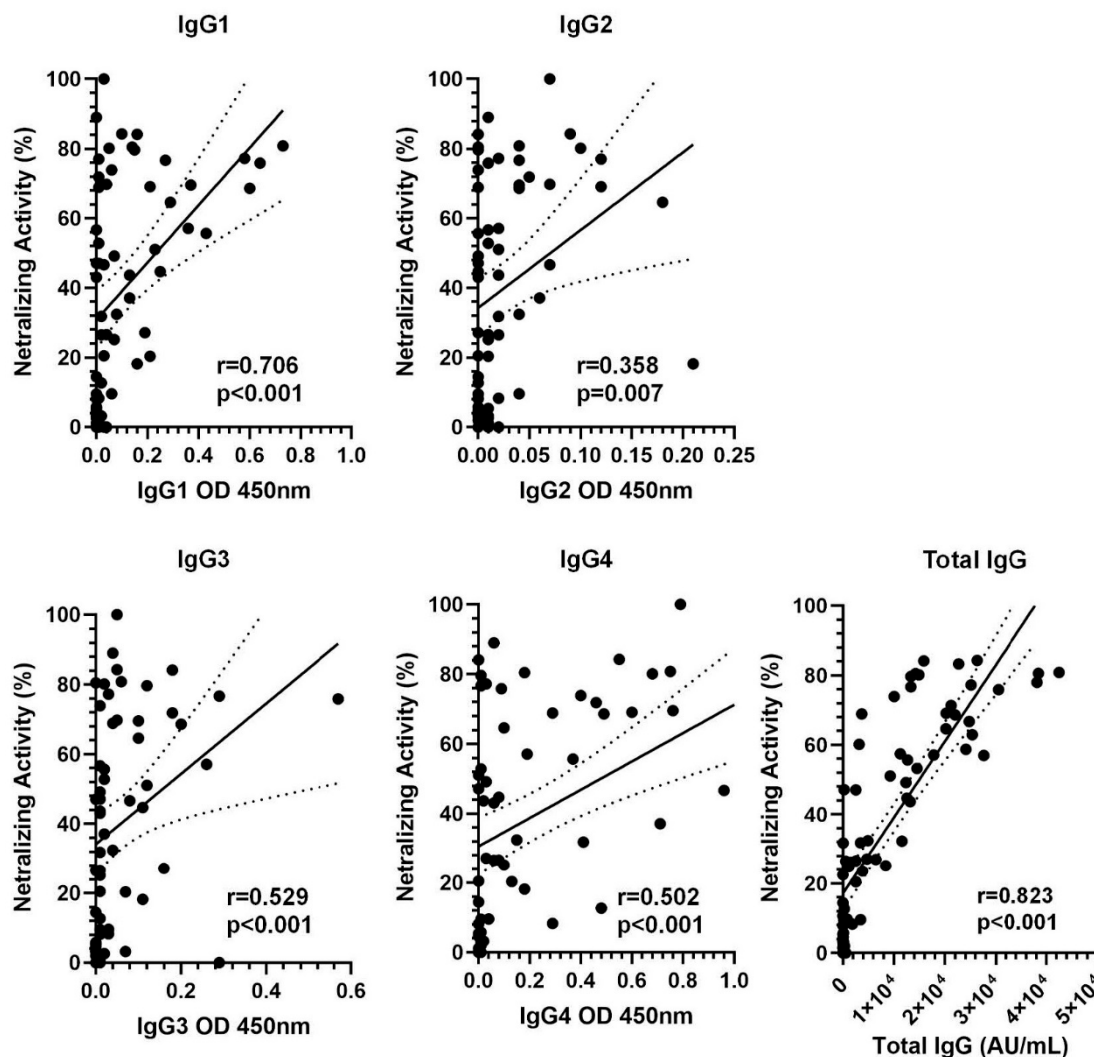 IgG1
Netralizing Activity (%)
100
80
60
40
20
0
r=0.706
p<0.001
0.0 0.2 0.4 0.6 0.8 1.0
IgG1 OD 450nm
IgG2
Netralizing Activity (%)
100
80
60
40
20
0
r=0.358
p=0.007
0.00 0.05 0.10 0.15 0.20 0.25
IgG2 OD 450nm
IgG3
Netralizing Activity (%)
100
80
60
40
20
0
r=0.529
p<0.001
0.0 0.2 0.4 0.6
IgG3 OD 450nm
IgG4
Netralizing Activity (%)
100
80
60
40
20
0
r=0.502
p<0.001
0.0 0.2 0.4 0.6 0.8 1.0
IgG4 OD 450nm
Total IgG
Netralizing Activity (%)
100
80
60
40
20
0
r=0.823
p<0.001
0 1×10⁴ 2×10⁴ 3×10⁴ 4×10⁴ 5×10⁴
Total IgG (AU/mL)